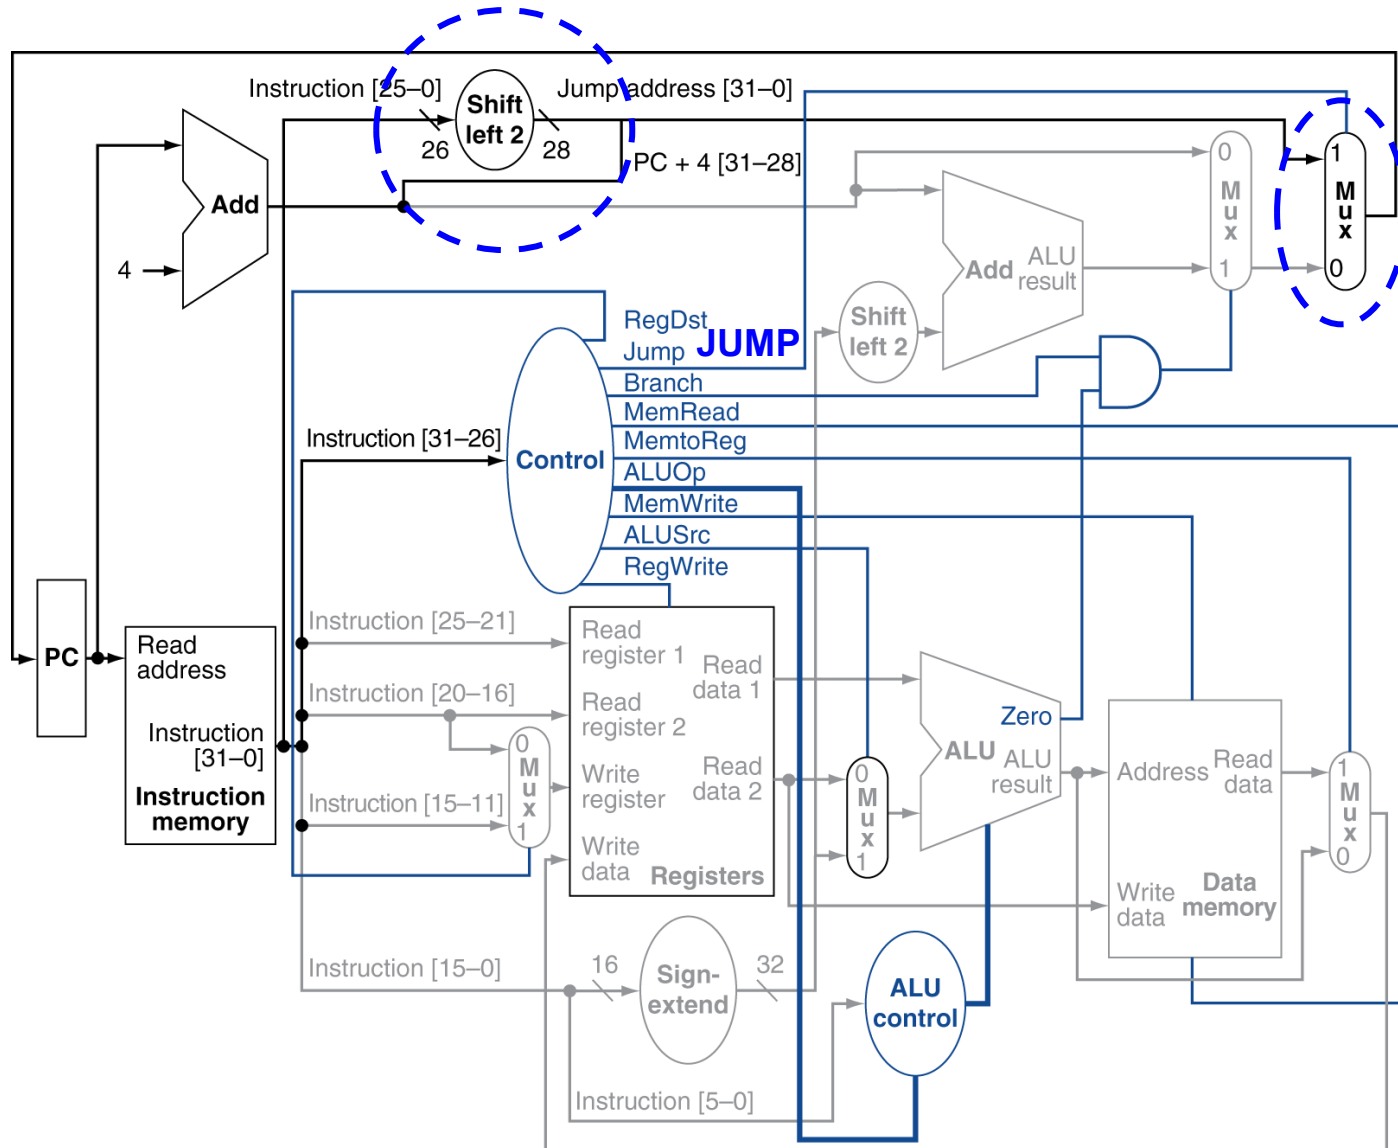 Instruction [25–0]
Shift
left 2
Jump address [31–0]
26
28
PC + 4 [31–28]
Add
4
0
M
u
x
1
1
M
u
x
0
Add
ALU
result
Shift
left 2
RegDst
Jump
JUMP
Branch
MemRead
MemtoReg
ALUOp
MemWrite
ALUSrc
RegWrite
Instruction [31–26]
Control
PC
Read
address
Instruction
[31–0]
Instruction
memory
Instruction [25–21]
Instruction [20–16]
Instruction [15–11]
0
M
u
x
1
Read
register 1
Read
register 2
Write
register
Write
data
Read
data 1
Read
data 2
Registers
0
M
u
x
1
Zero
ALU
ALU
result
Address
Read
data
Write
data
Data
memory
1
M
u
x
0
Instruction [15–0]
16
Sign-
extend
32
ALU
control
Instruction [5–0]